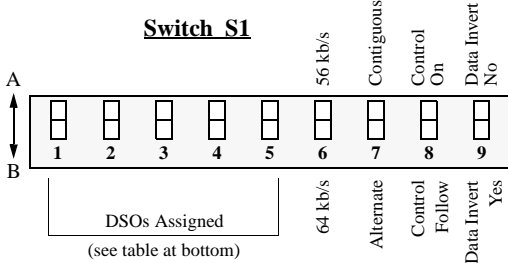 Switch S1
56 kb/s
Contiguous
Control
On
Data Invert
No
A
B
1 2 3 4 5 6 7 8 9
DSOs Assigned
(see table at bottom)
64 kb/s
Alternate
Control
Follow
Data Invert
Yes